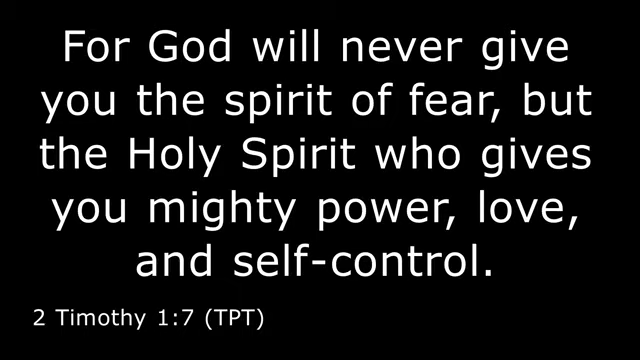 For God will never give
you the spirit of fear, but
the Holy Spirit who gives
you mighty power, love,
and self-control.
2 Timothy 1:7 (TPT)